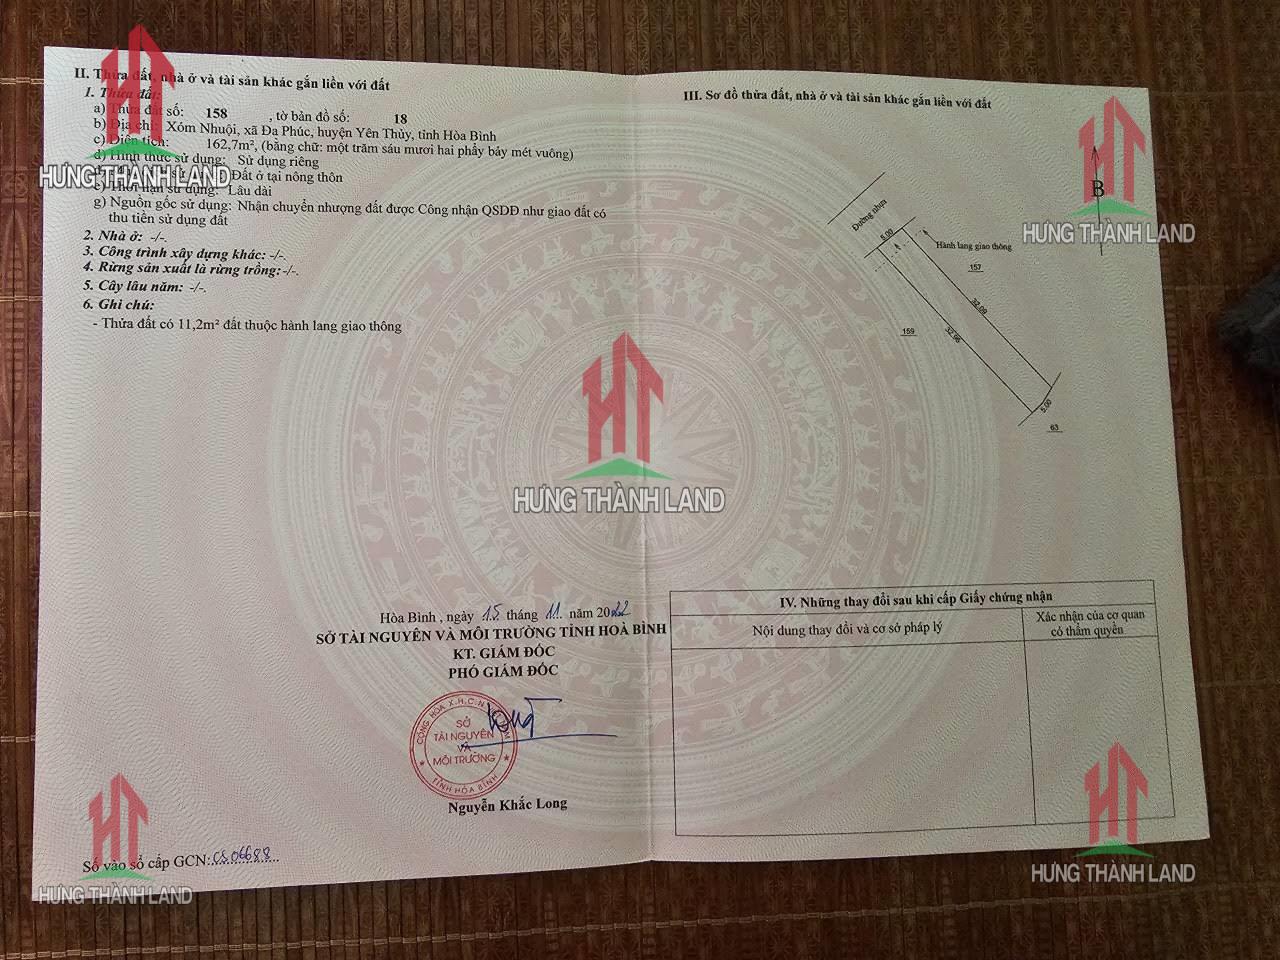 II. Thửa đất, nhà ở và tài sản khác gắn liền với đất
1. Thửa đất:
a) Thửa đất số: 158 , tờ bản đồ số: 18
b) Địa chỉ: Xóm Nhuội, xã Đa Phúc, huyện Yên Thủy, tỉnh Hòa Bình
c) Diện tích: 162,7m², (bằng chữ: một trăm sáu mươi hai phẩy bảy mét vuông)
d) Hình thức sử dụng: Sử dụng riêng
Đất ở tại nông thôn
e) Thời hạn sử dụng: Lâu dài
g) Nguồn gốc sử dụng: Nhận chuyển nhượng đất được Công nhận QSDĐ như giao đất có
thu tiền sử dụng đất
2. Nhà ở: -/-.
3. Công trình xây dựng khác: -/-.
4. Rừng sản xuất là rừng trồng:-/-.
5. Cây lâu năm: -/-.
6. Ghi chú:
- Thửa đất có 11,2m² đất thuộc hành lang giao thông
Hòa Bình , ngày 15 tháng 11 năm 2022
SỞ TÀI NGUYÊN VÀ MÔI TRƯỜNG TỈNH HOÀ BÌNH
KT. GIÁM ĐỐC
PHÓ GIÁM ĐỐC
CỘNG HÒA X.H.C.N
SỞ
TÀI NGUYÊN
VÀ
MÔI TRƯỜNG
TỈNH HÒA BÌNH
Nguyễn Khắc Long
Số vào sổ cấp GCN: CS 06688
III. Sơ đồ thửa đất, nhà ở và tài sản khác gắn liền với đất
B
Đường nhựa
5.00
Hành lang giao thông
157
32.09
159
32.96
5.00
63
IV. Những thay đổi sau khi cấp Giấy chứng nhận
Nội dung thay đổi và cơ sở pháp lý
Xác nhận của cơ quan
có thẩm quyền
HƯNG THÀNH LAND
HƯNG THÀNH LAND
HƯNG THÀNH LAND
HƯNG THÀNH LAND
HƯNG THÀNH LAND